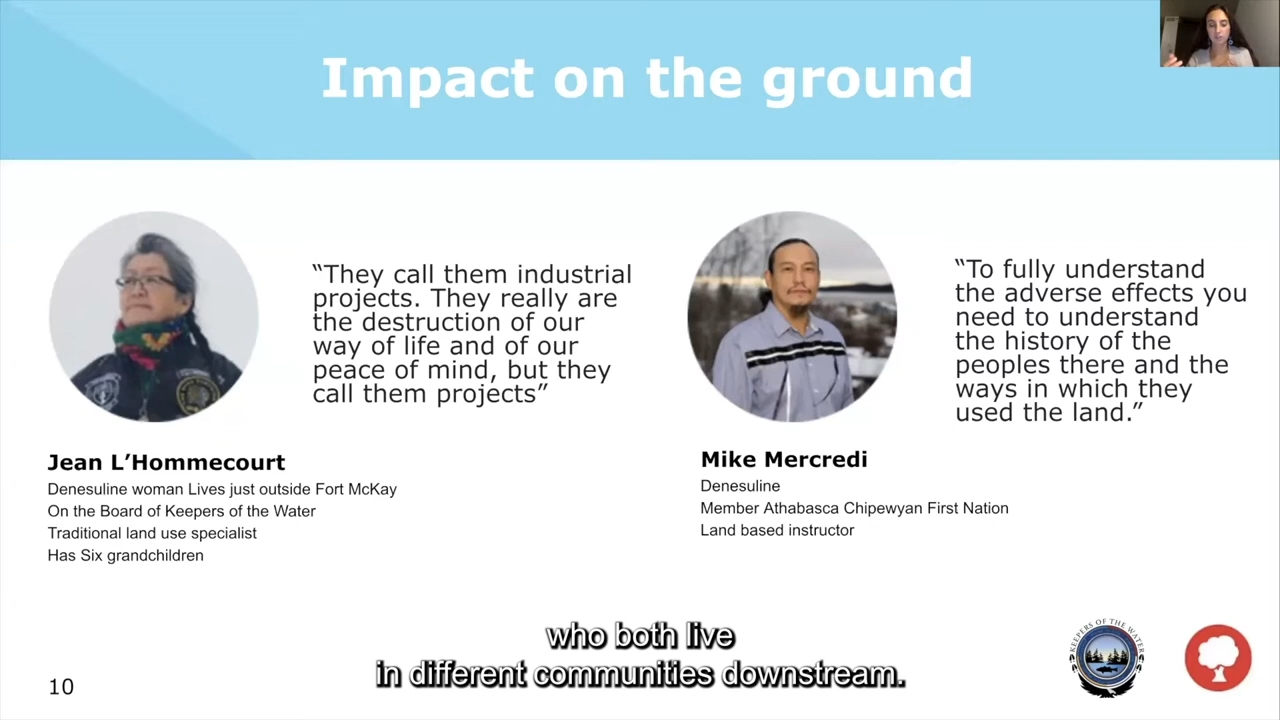 Impact on the ground
“They call them industrial
projects. They really are
the destruction of our
way of life and of our
peace of mind, but they
call them projects”
Jean L’Hommecourt
Denesuline woman Lives just outside Fort McKay
On the Board of Keepers of the Water
Traditional land use specialist
Has Six grandchildren
“To fully understand
the adverse effects you
need to understand
the history of the
peoples there and the
ways in which they
used the land.”
Mike Mercredi
Denesuline
Member Athabasca Chipewyan First Nation
Land based instructor
who both live
in different communities downstream.
KEEPERS OF THE WATER
10